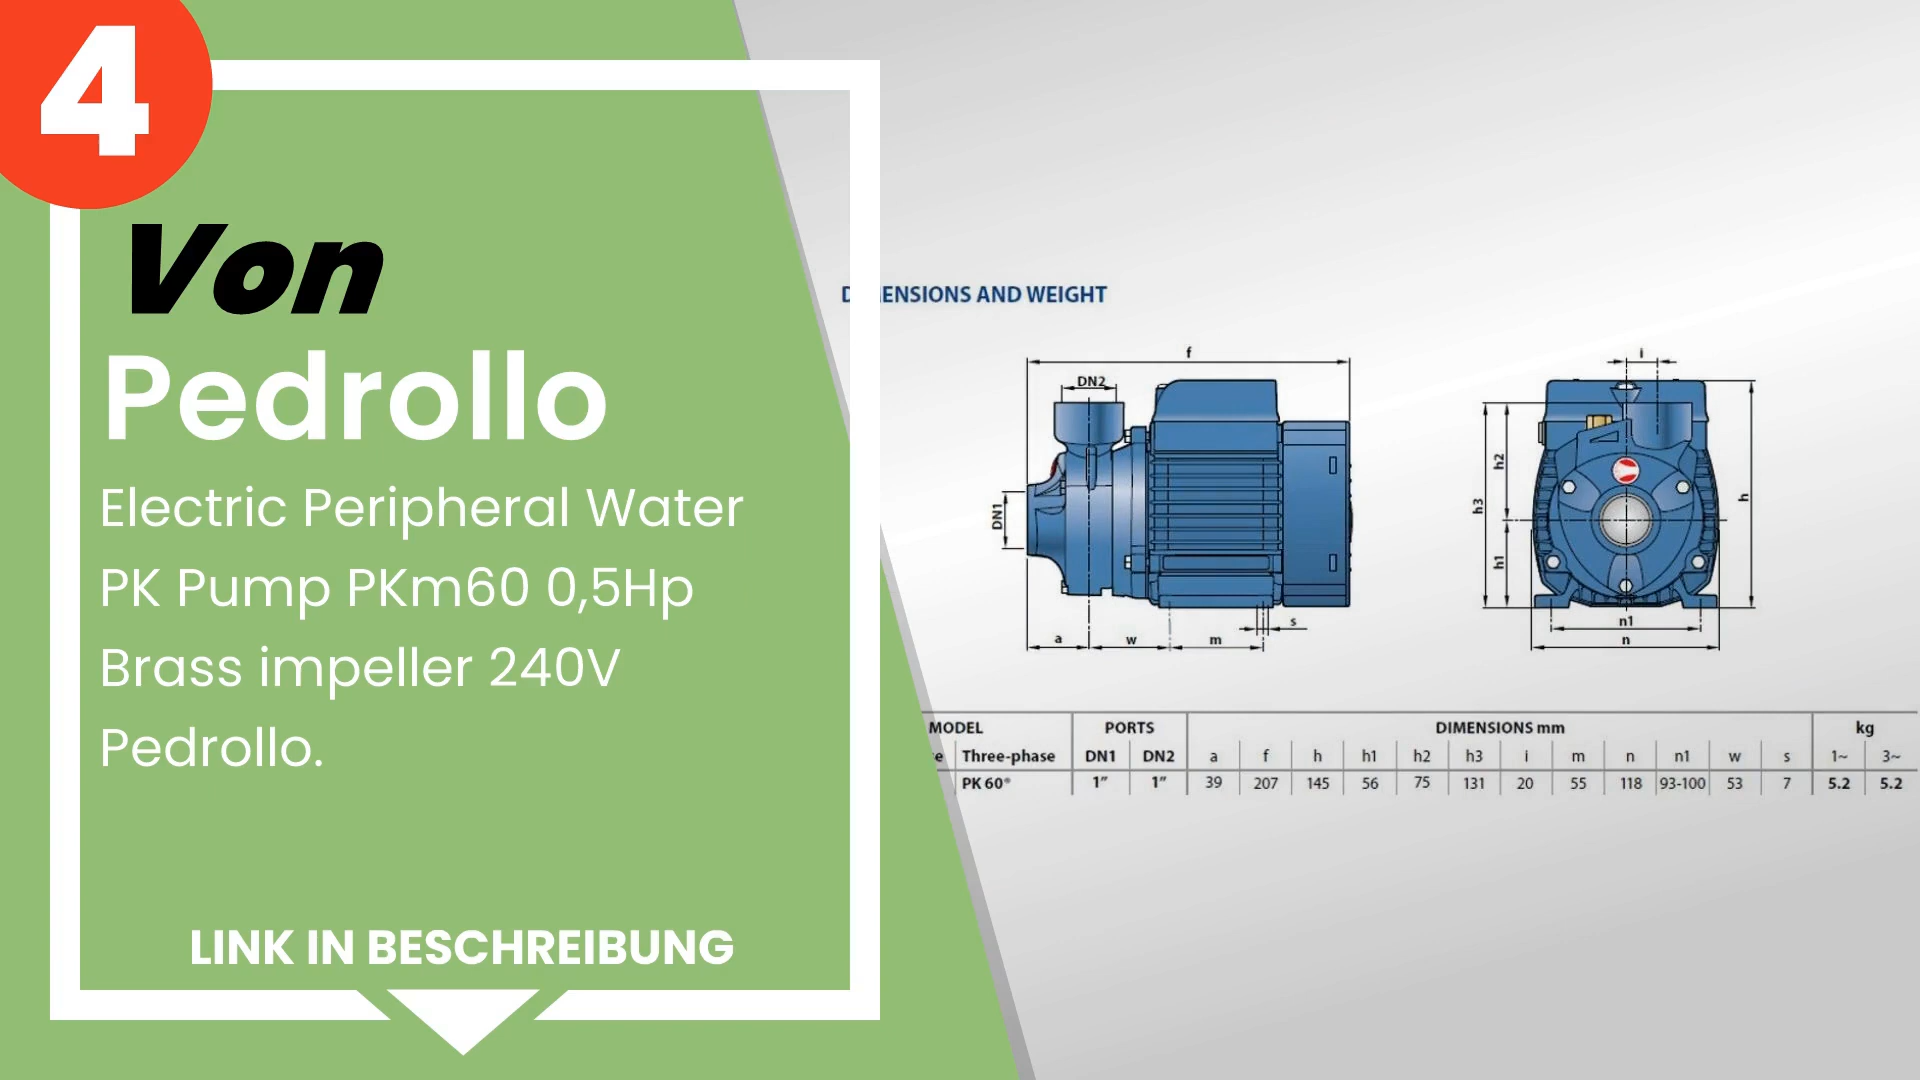 4
Von
Pedrollo
Electric Peripheral Water
PK Pump PKm60 0,5Hp
Brass impeller 240V
Pedrollo.
LINK IN BESCHREIBUNG
ENSIONS AND WEIGHT
f
i
DN2
DN1
h2
h3
h
h1
s
a w m
n1
n
MODEL PORTS DIMENSIONS mm kg
e Three-phase DN1 DN2 a f h h1 h2 h3 i m n n1 w s 1~ 3~
PK 60® 1” 1” 39 207 145 56 75 131 20 55 118 93-100 53 7 5.2 5.2